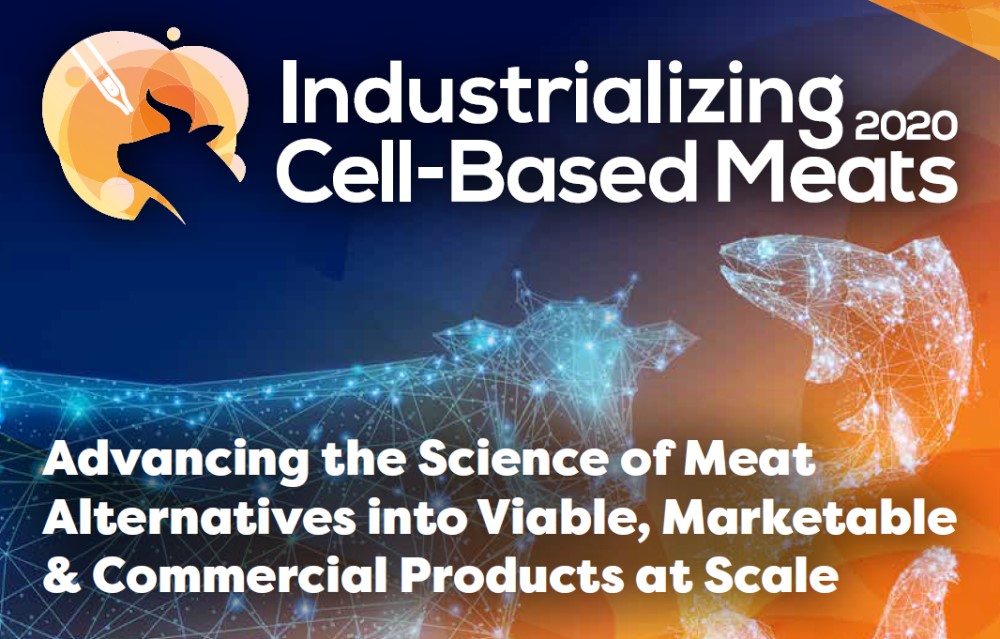 Industrializing 2020
Cell-Based Meats
Advancing the Science of Meat
Alternatives into Viable, Marketable
& Commercial Products at Scale